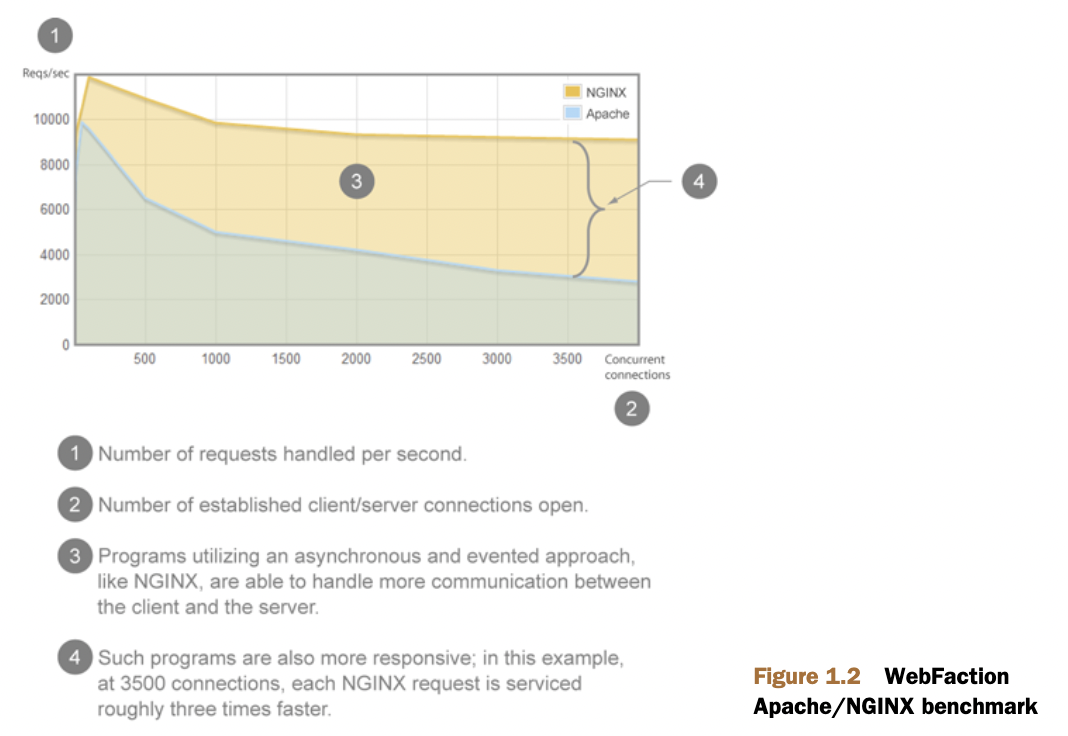 1
Reqs/sec
NGINX
Apache
10000
8000
6000
4000
2000
0
3
4
500 1000 1500 2000 2500 3000 3500
Concurrent
connections
2
1 Number of requests handled per second.
2 Number of established client/server connections open.
3 Programs utilizing an asynchronous and evented approach,
like NGINX, are able to handle more communication between
the client and the server.
4 Such programs are also more responsive; in this example,
at 3500 connections, each NGINX request is serviced
roughly three times faster.
Figure 1.2 WebFaction
Apache/NGINX benchmark